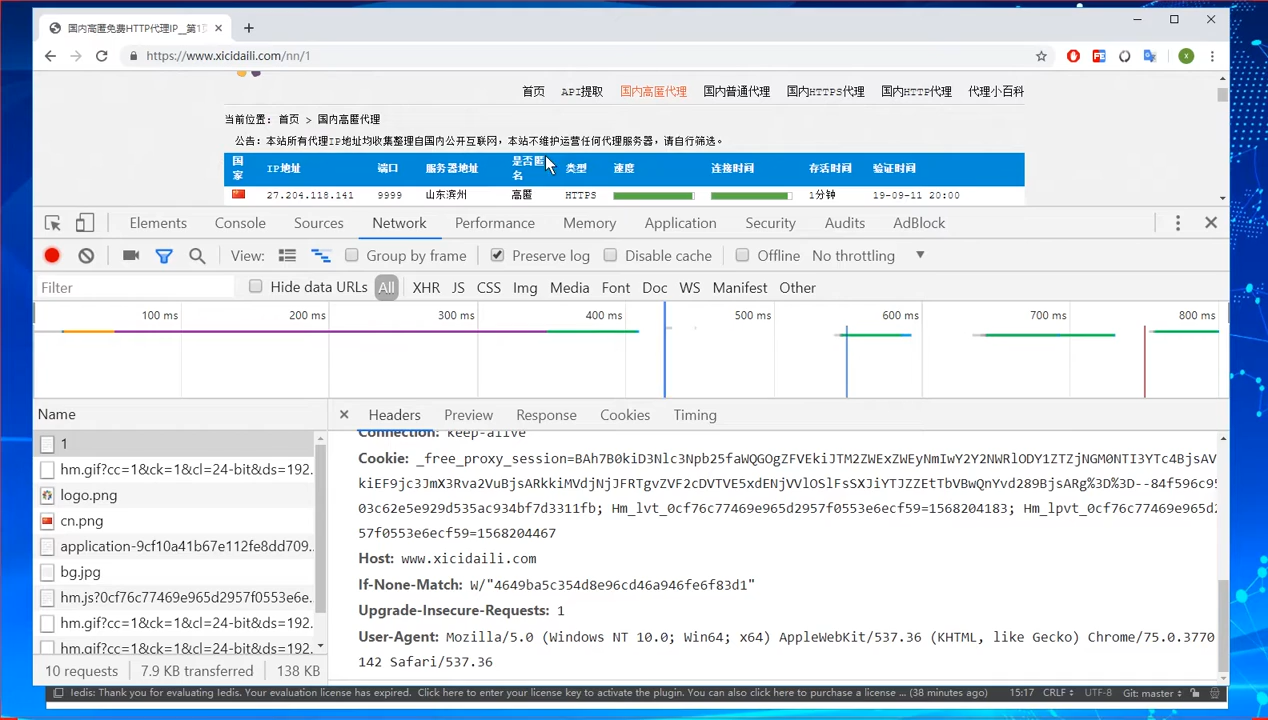 国内高匿免费HTTP代理IP__第1页
https://www.xicidaili.com/nn/1
首页 API提取 国内高匿代理 国内普通代理 国内HTTPS代理 国内HTTP代理 代理小百科
当前位置: 首页 > 国内高匿代理
公告: 本站所有代理IP地址均收集整理自国内公开互联网,本站不维护运营任何代理服务器,请自行筛选。
国家 IP地址 端口 服务器地址 是否匿名 类型 速度 连接时间 存活时间 验证时间
27.204.118.141 9999 山东滨州 高匿 HTTPS 1分钟 19-09-11 20:00
Elements Console Sources Network Performance Memory Application Security Audits AdBlock
View: Group by frame Preserve log Disable cache Offline No throttling
Filter Hide data URLs All XHR JS CSS Img Media Font Doc WS Manifest Other
100 ms 200 ms 300 ms 400 ms 500 ms 600 ms 700 ms 800 ms
Name Headers Preview Response Cookies Timing
1
hm.gif?cc=1&ck=1&cl=24-bit&ds=192.
logo.png
cn.png
application-9cf10a41b67e112fe8dd709...
bg.jpg
hm.js?0cf76c77469e965d2957f0553e6e...
hm.gif?cc=1&ck=1&cl=24-bit&ds=192.
hm.gif?cc=1&ck=1&cl=24-bit&ds=192.
10 requests 7.9 KB transferred 138 KB
Connection: keep-alive
Cookie: _free_proxy_session=BAh7B0kiD3Nlc3Npb25faWQGOgZFVEkiJTM2ZWExZWEyNmIwY2Y2NWRlODY1ZTZjNGM0NTI3YTc4BjsAV
kiEF9jc3JmX3Rva2VuBjsARkkiMVdjNjJFRTgvZVF2cDVTVE5xdENjVVlOSlFsSXJiYTJZZEtTbVBwQnYvd289BjsARg%3D%3D--84f596c95
03c62e5e929d535ac934bf7d3311fb; Hm_lvt_0cf76c77469e965d2957f0553e6ecf59=1568204183; Hm_lpvt_0cf76c77469e965d2
57f0553e6ecf59=1568204467
Host: www.xicidaili.com
If-None-Match: W/"4649ba5c354d8e96cd46a946fe6f83d1"
Upgrade-Insecure-Requests: 1
User-Agent: Mozilla/5.0 (Windows NT 10.0; Win64; x64) AppleWebKit/537.36 (KHTML, like Gecko) Chrome/75.0.3770
142 Safari/537.36
Iedis: Thank you for evaluating Iedis. Your evaluation license has expired. Click here to enter your license key to activate the plugin. You can also click here to purchase a license ... (38 minutes ago) 15:17 CRLF UTF-8 Git: master